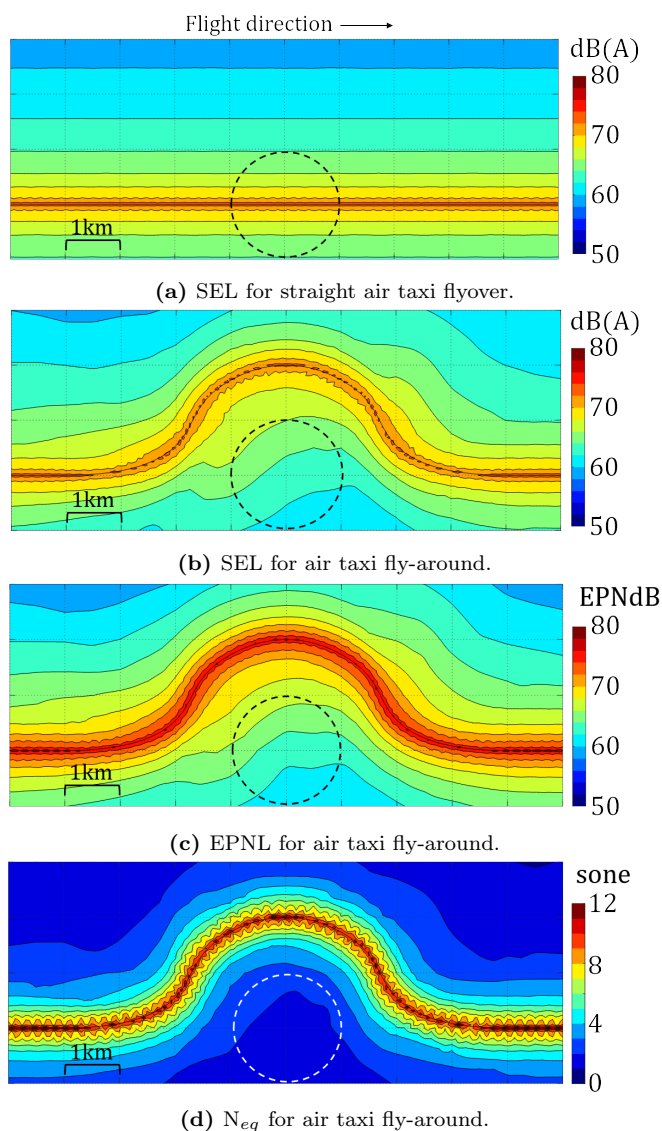 Flight direction
dB(A)
80
70
60
50
1km
(a) SEL for straight air taxi flyover.
dB(A)
80
70
60
50
1km
(b) SEL for air taxi fly-around.
EPNdB
80
70
60
50
1km
(c) EPNL for air taxi fly-around.
sone
12
8
4
0
1km
(d) Neq for air taxi fly-around.